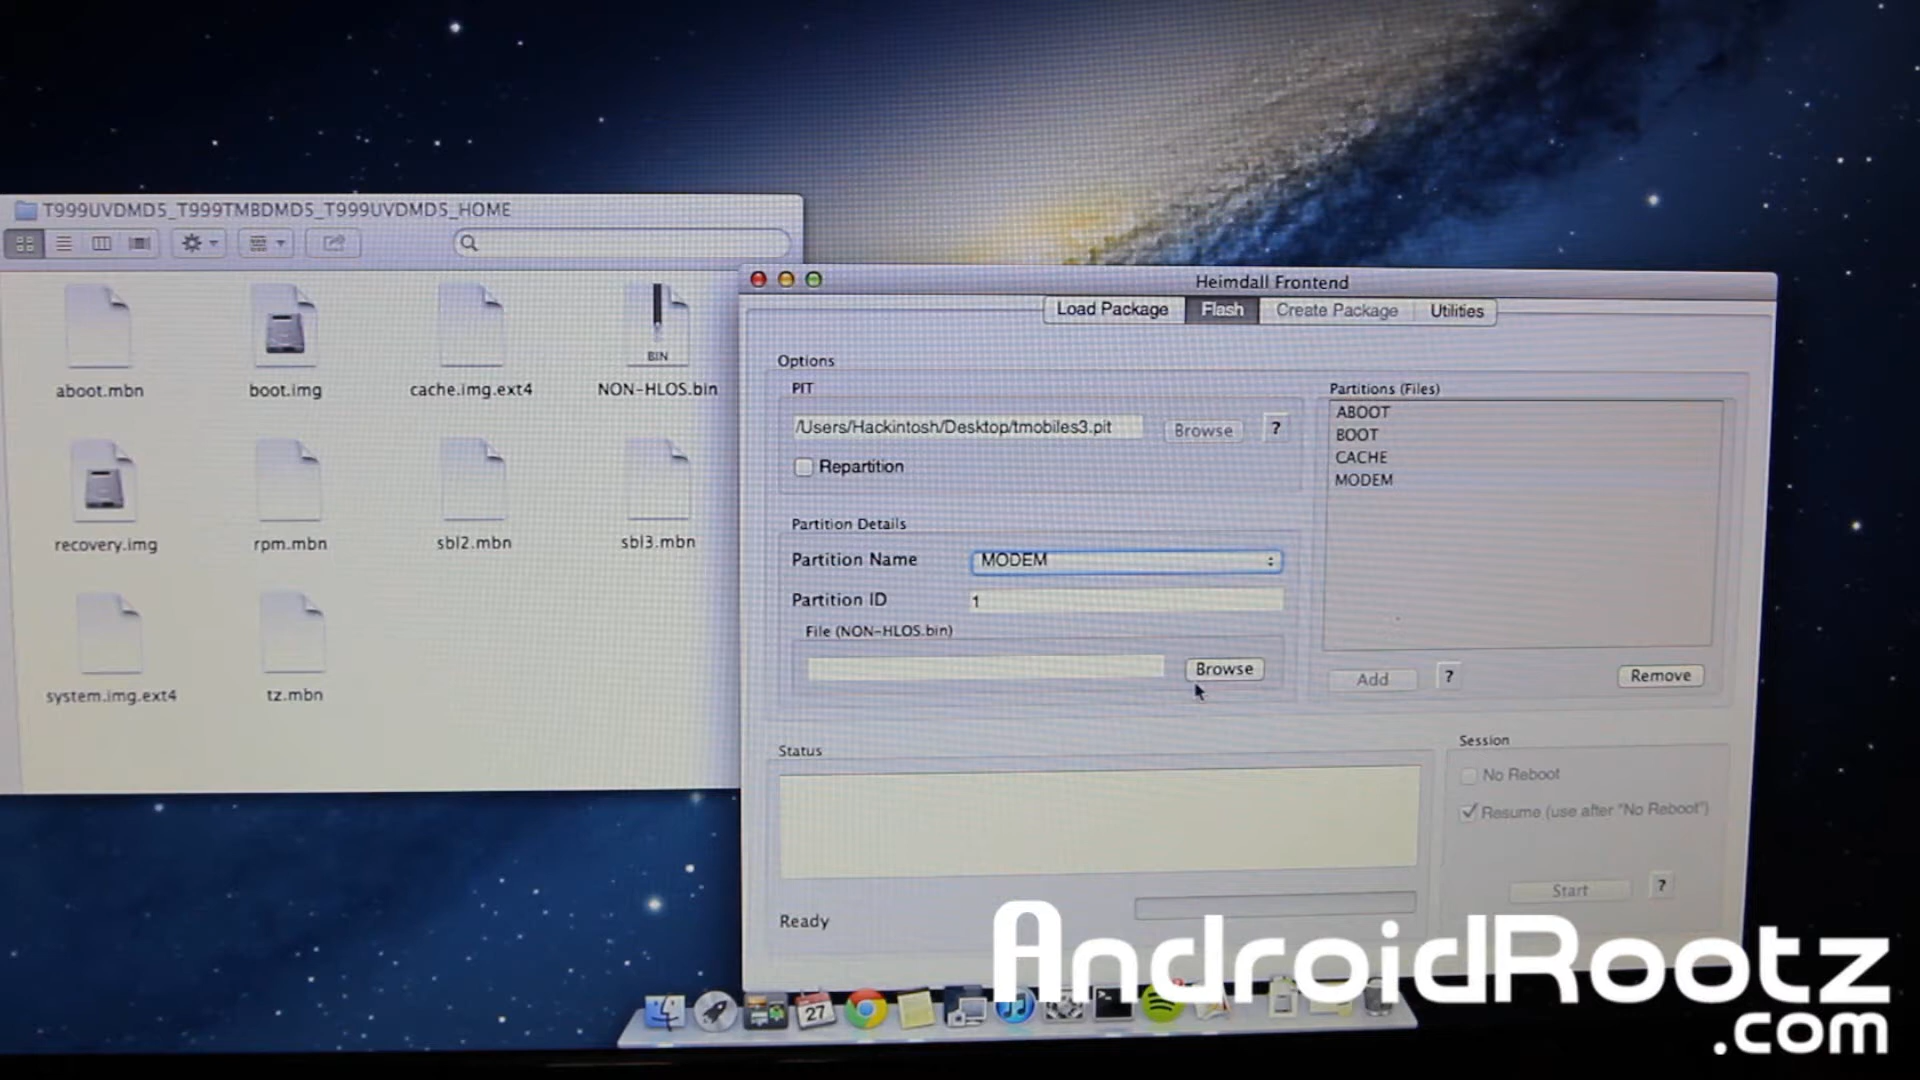 T999UVDMD5_T999TMBDMD5_T999UVDMD5_HOME
BIN
aboot.mbn
boot.img
cache.img.ext4
NON-HLOS.bin
recovery.img
rpm.mbn
sbl2.mbn
sbl3.mbn
system.img.ext4
tz.mbn
Heimdall Frontend
Load Package
Flash
Create Package
Utilities
Options
PIT
/Users/Hackintosh/Desktop/tmobiles3.pit
Browse
?
Repartition
Partitions (Files)
ABOOT
BOOT
CACHE
MODEM
Partition Details
Partition Name
MODEM
Partition ID
1
File (NON-HLOS.bin)
Browse
Add
?
Remove
Status
Session
No Reboot
Resume (use after "No Reboot")
Start
?
Ready
27
AndroidRootz
.com